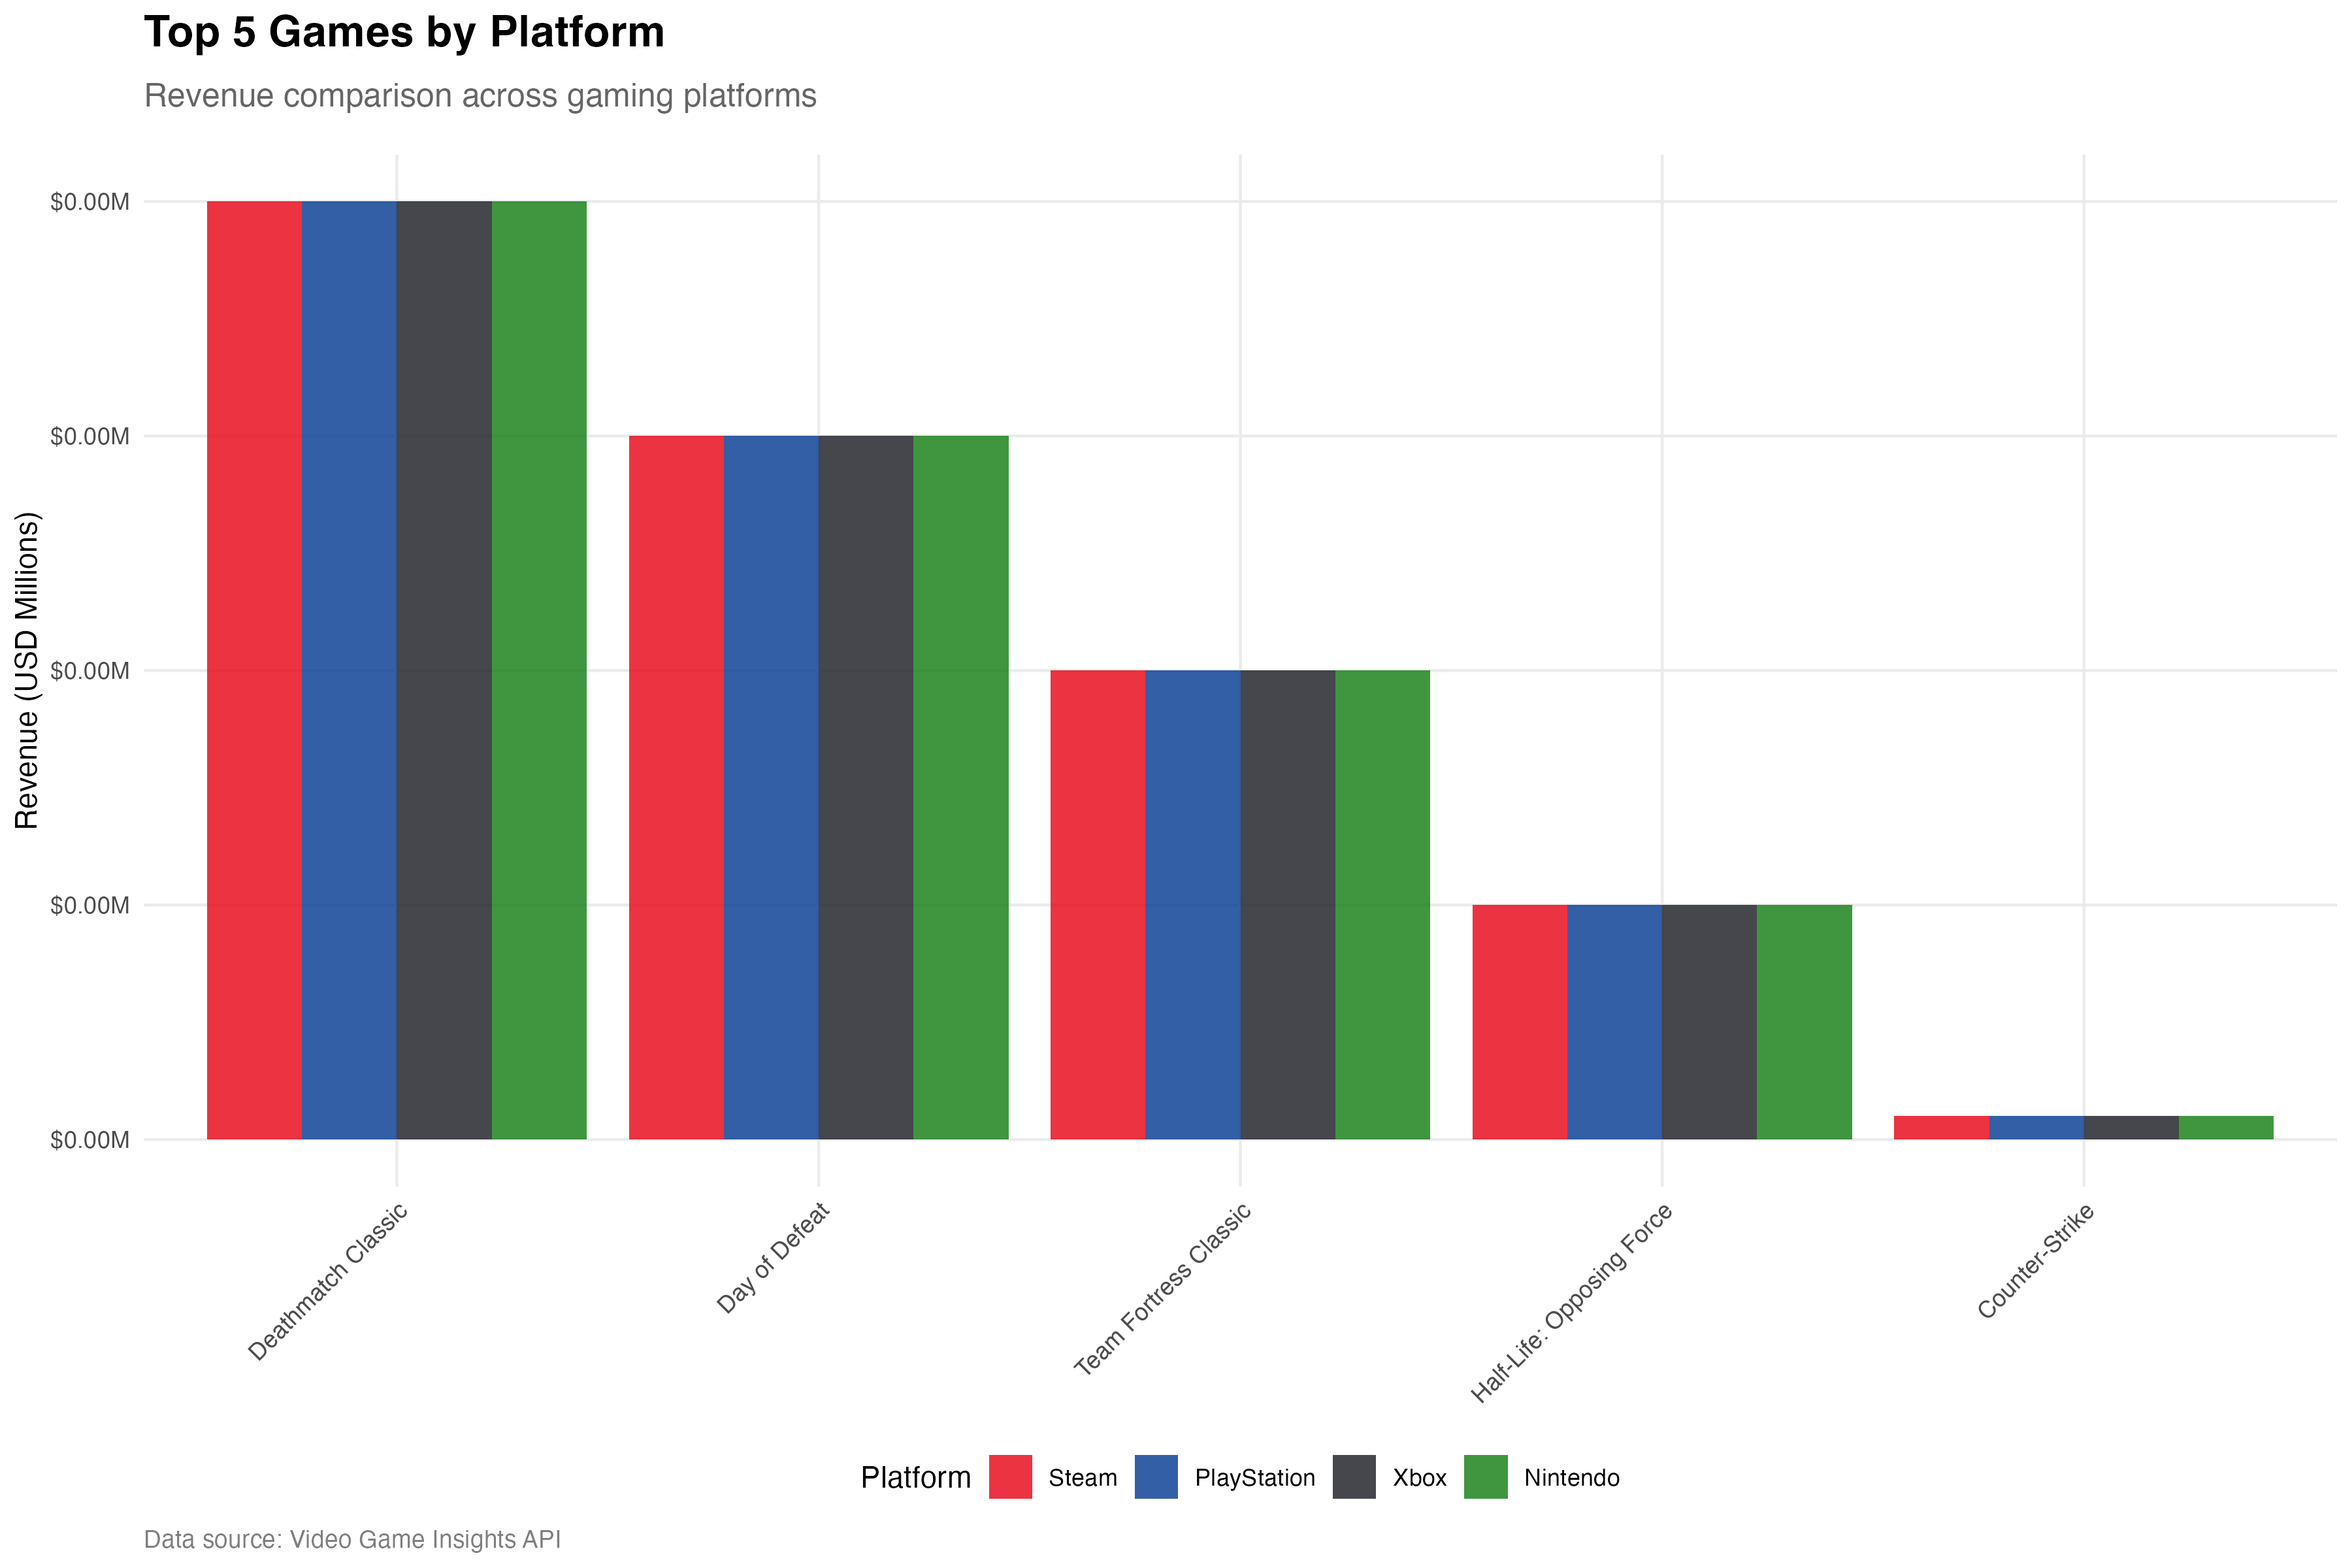 Top 5 Games by Platform
Revenue comparison across gaming platforms
Revenue (USD Millions)
$0.00M
$0.00M
$0.00M
$0.00M
$0.00M
Deathmatch Classic
Day of Defeat
Team Fortress Classic
Half-Life: Opposing Force
Counter-Strike
Platform Steam PlayStation Xbox Nintendo
Data source: Video Game Insights API